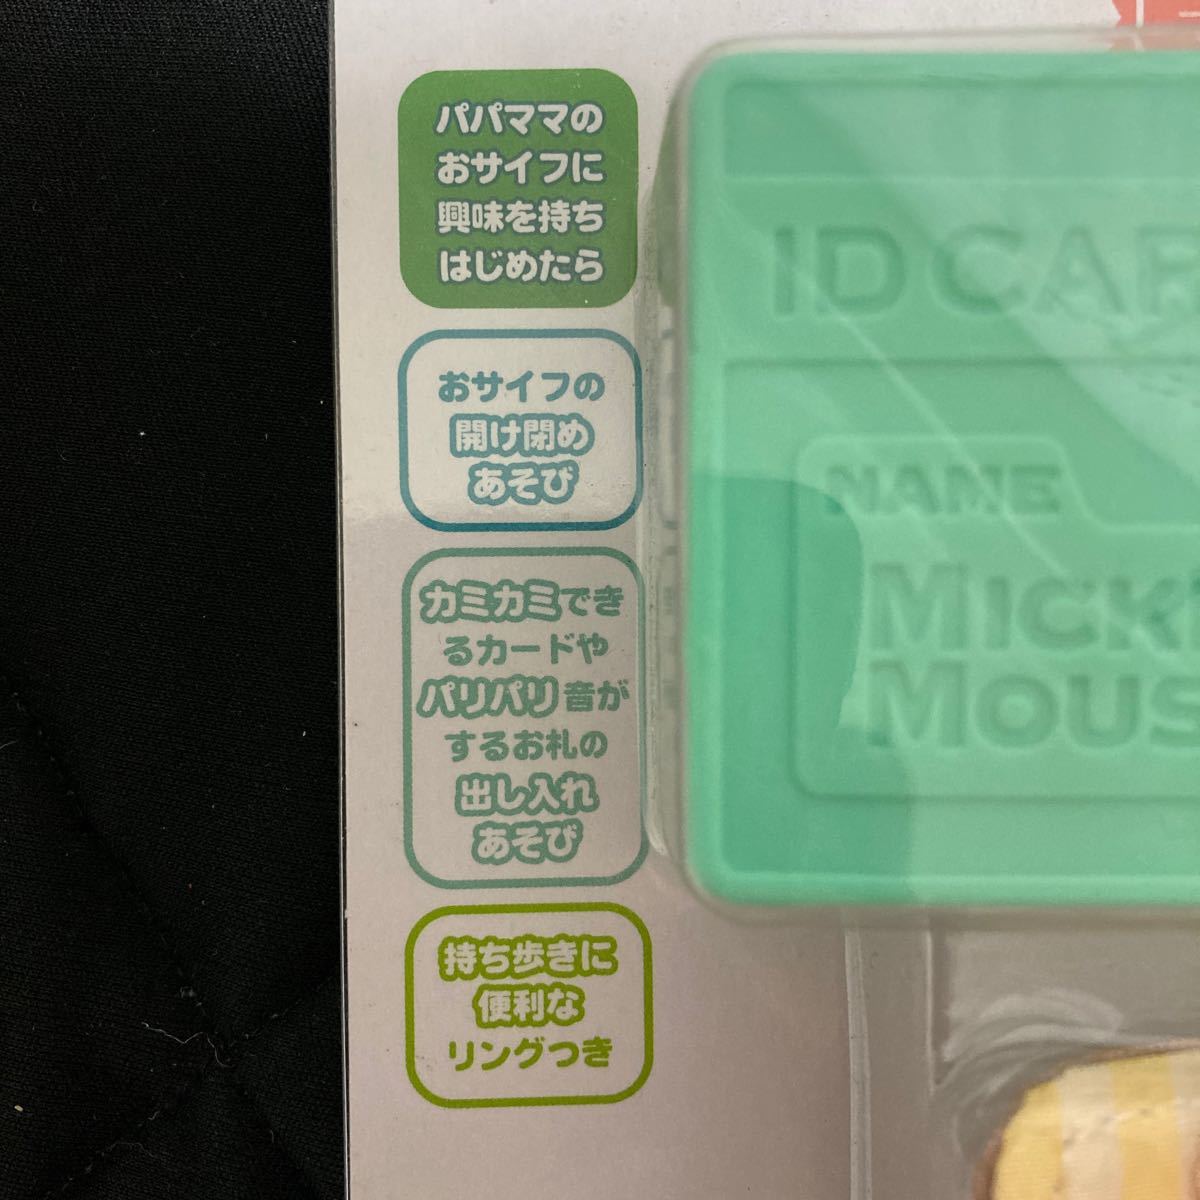 パパママの
おサイフに
興味を持ち
はじめたら
おサイフの
開け閉め
あそび
カミカミでき
るカードや
パリパリ音が
するお札の
出し入れ
あそび
持ち歩きに
便利な
リングつき
ID CAR
NAME
MICK
MOUS